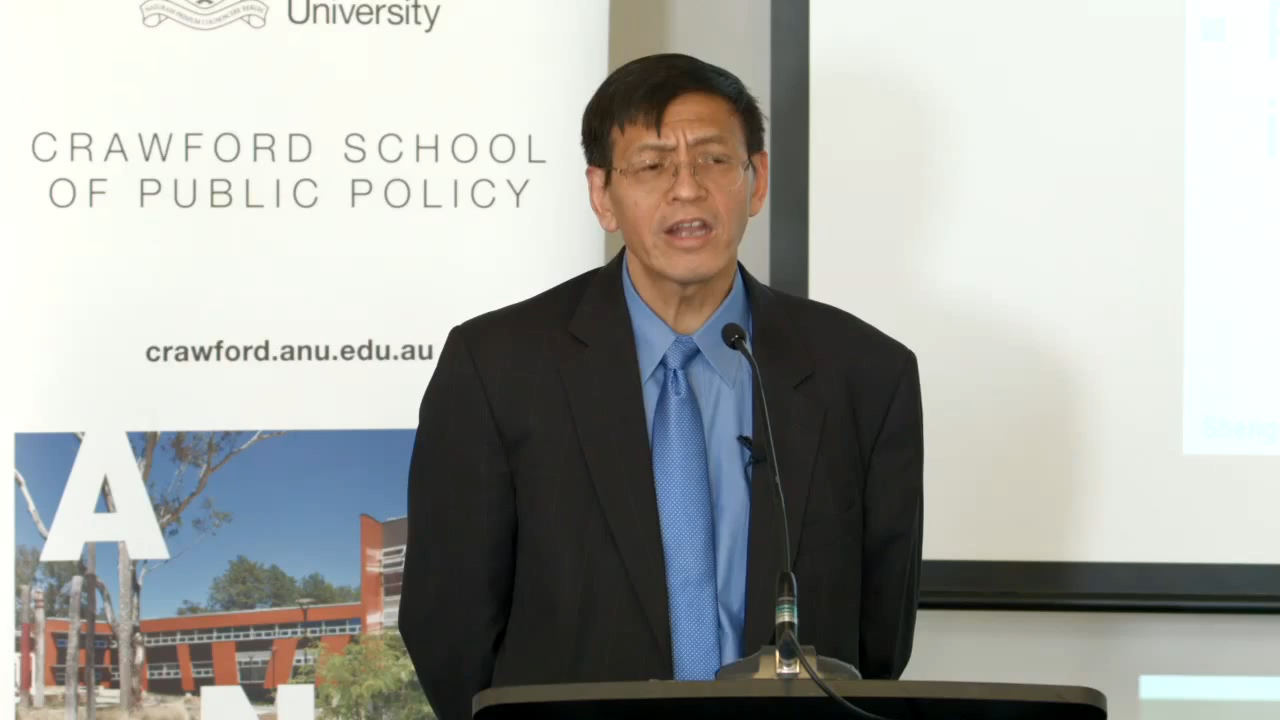 University
CRAWFORD SCHOOL
OF PUBLIC POLICY
crawford.anu.edu.au
A
N